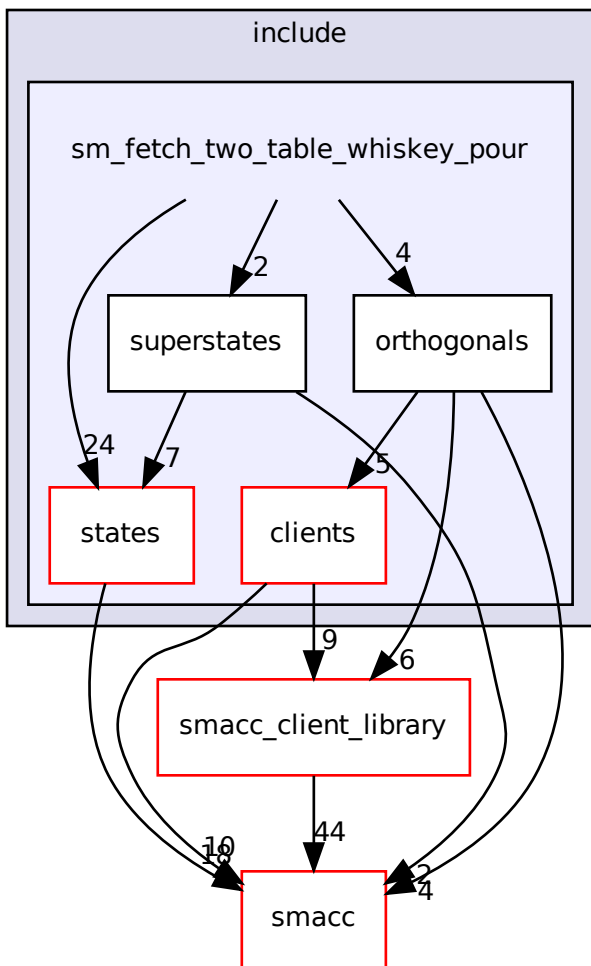 include
sm_fetch_two_table_whiskey_pour
2
4
superstates
orthogonals
24
7
5
states
clients
9
6
smacc_client_library
44
10
18
2
4
smacc